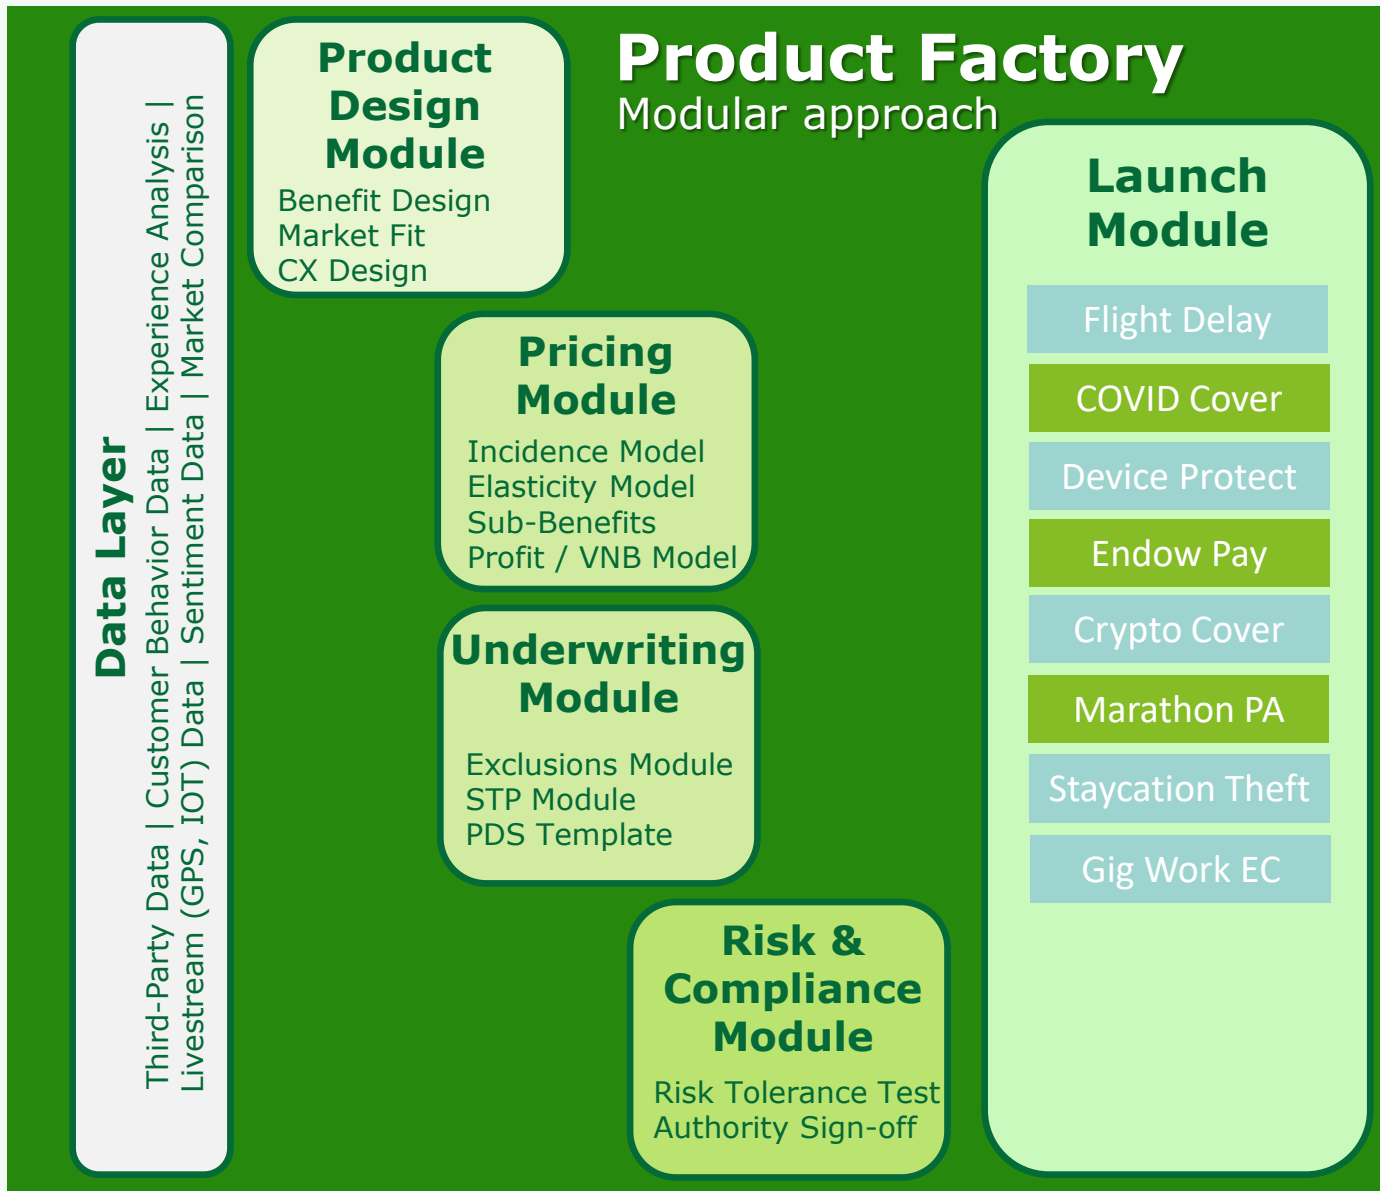 Product Factory
Modular approach
Data Layer
Third-Party Data | Customer Behavior Data | Experience Analysis |
Livestream (GPS, IOT) Data | Sentiment Data | Market Comparison
Product
Design
Module
Benefit Design
Market Fit
CX Design
Pricing
Module
Incidence Model
Elasticity Model
Sub-Benefits
Profit / VNB Model
Underwriting
Module
Exclusions Module
STP Module
PDS Template
Risk &
Compliance
Module
Risk Tolerance Test
Authority Sign-off
Launch
Module
Flight Delay
COVID Cover
Device Protect
Endow Pay
Crypto Cover
Marathon PA
Staycation Theft
Gig Work EC